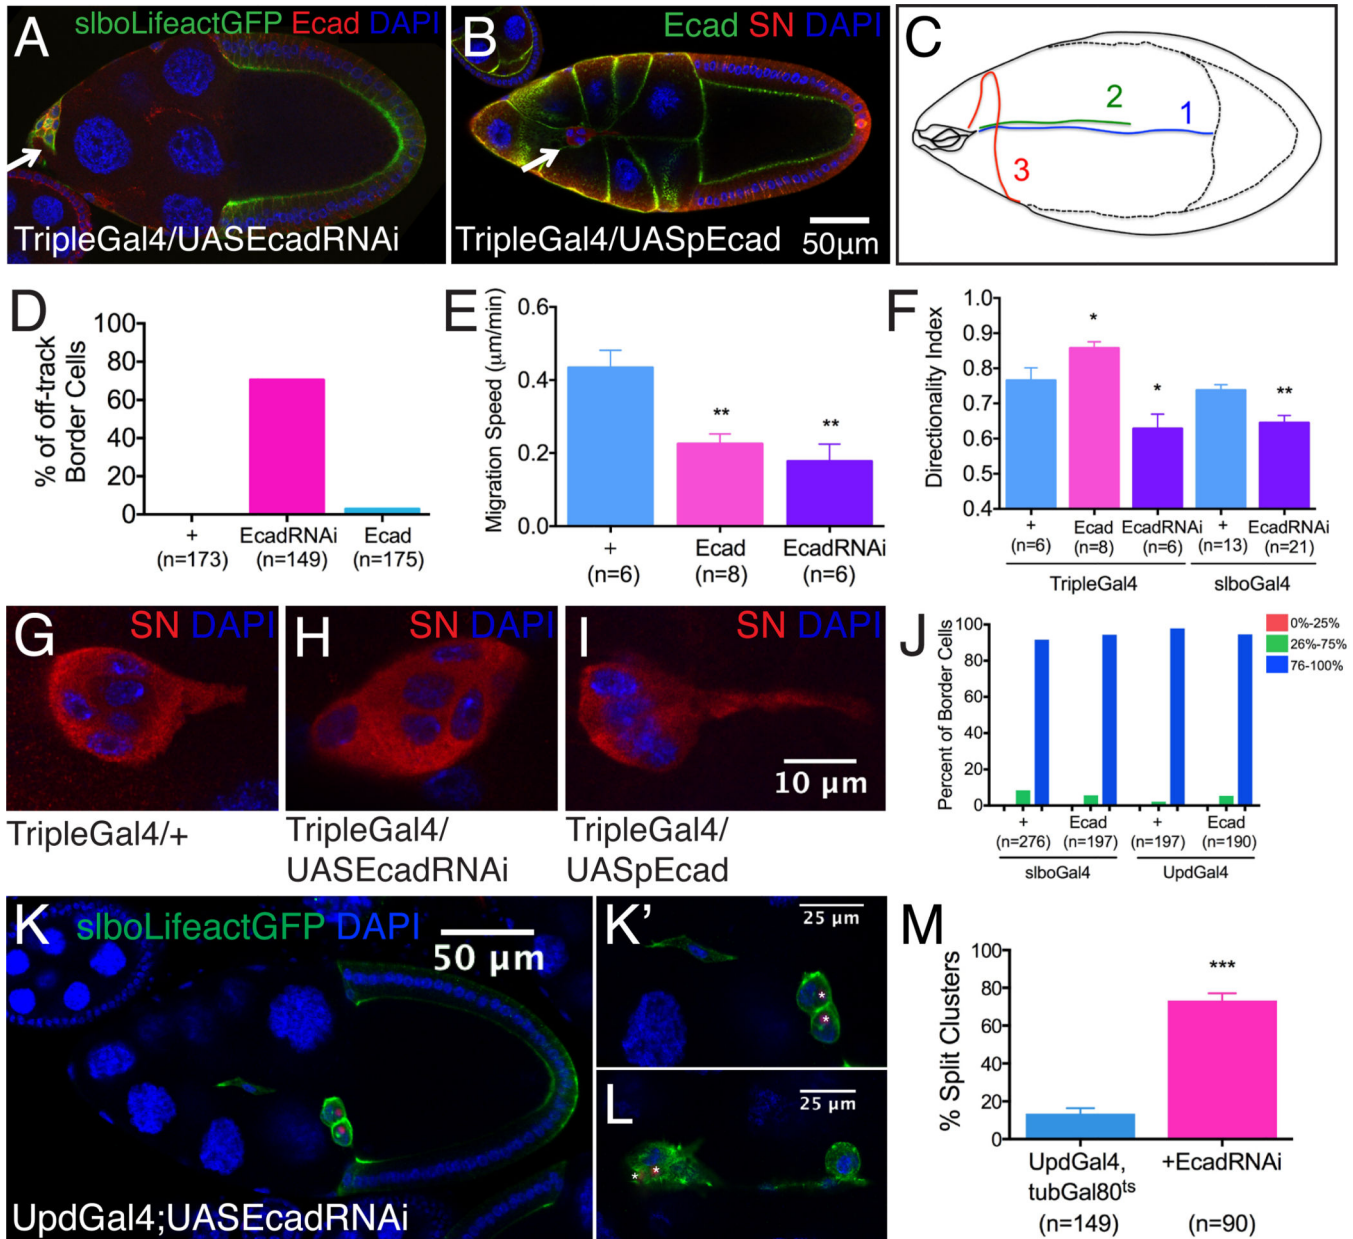 A
slboLifeactGFP Ecad DAPI
TripleGal4/UASEcadRNAi
B
Ecad SN DAPI
TripleGal4/UASpEcad
50µm
C
1
2
3
D
% of off-track
Border Cells
100
80
60
40
20
0
+
(n=173)
EcadRNAi
(n=149)
Ecad
(n=175)
E
Migration Speed (µm/min)
0.6
0.4
0.2
0.0
**
**
+
(n=6)
Ecad
(n=8)
EcadRNAi
(n=6)
F
Directionality Index
1.0
0.9
0.8
0.7
0.6
0.5
0.4
*
*
**
+
(n=6)
Ecad
(n=8)
EcadRNAi
(n=6)
+
(n=13)
EcadRNAi
(n=21)
TripleGal4
slboGal4
G
SN DAPI
TripleGal4/+
H
SN DAPI
TripleGal4/
UASEcadRNAi
I
SN DAPI
10 µm
TripleGal4/
UASpEcad
J
Percent of Border Cells
100
80
60
40
20
0
0%-25%
26%-75%
76-100%
+
(n=276)
Ecad
(n=197)
+
(n=197)
Ecad
(n=190)
slboGal4
UpdGal4
K
slboLifeactGFP DAPI
50 µm
UpdGal4;UASEcadRNAi
K’
25 µm
*
*
L
25 µm
*
*
M
% Split Clusters
100
80
60
40
20
0
***
UpdGal4,
tubGal80ts
(n=149)
+EcadRNAi
(n=90)